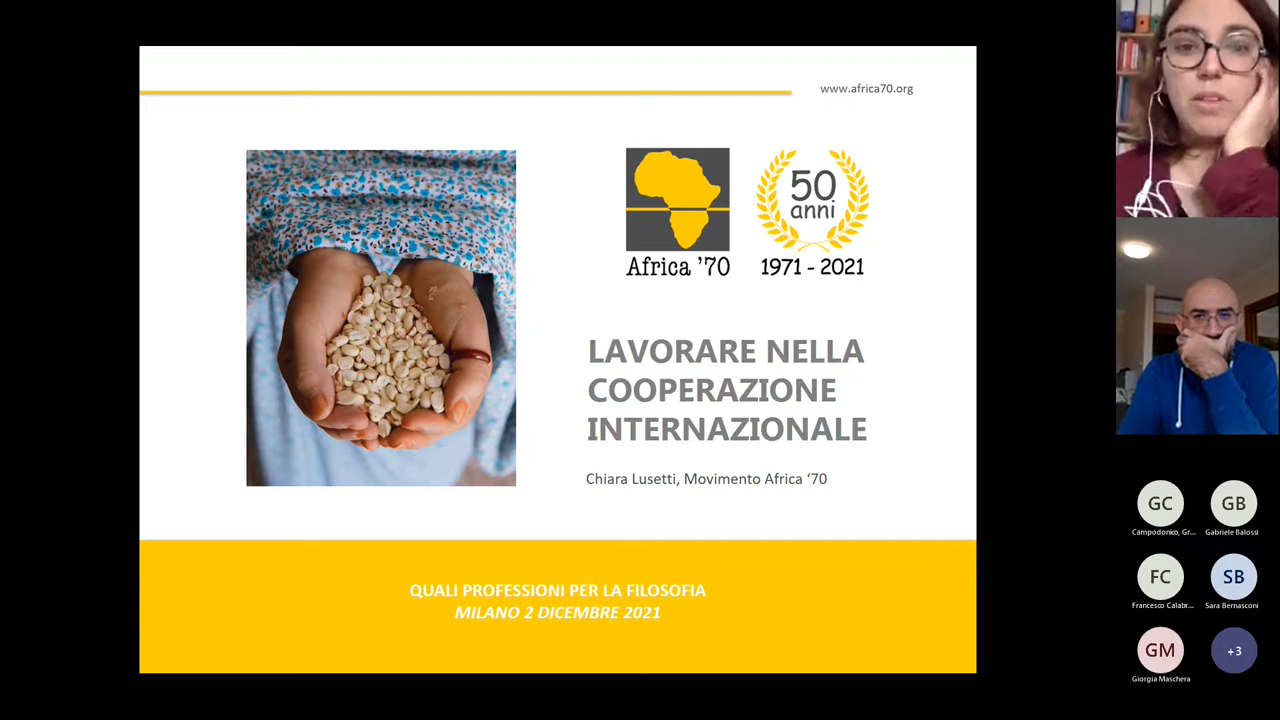 www.africa70.org
50
anni
Africa '70
1971 - 2021
LAVORARE NELLA
COOPERAZIONE
INTERNAZIONALE
Chiara Lusetti, Movimento Africa ‘70
QUALI PROFESSIONI PER LA FILOSOFIA
MILANO 2 DICEMBRE 2021
GC
GB
Campodonico, Gr...
Gabriele Balossi
FC
SB
Francesco Calabr...
Sara Bernasconi
GM
+3
Giorgia Maschera